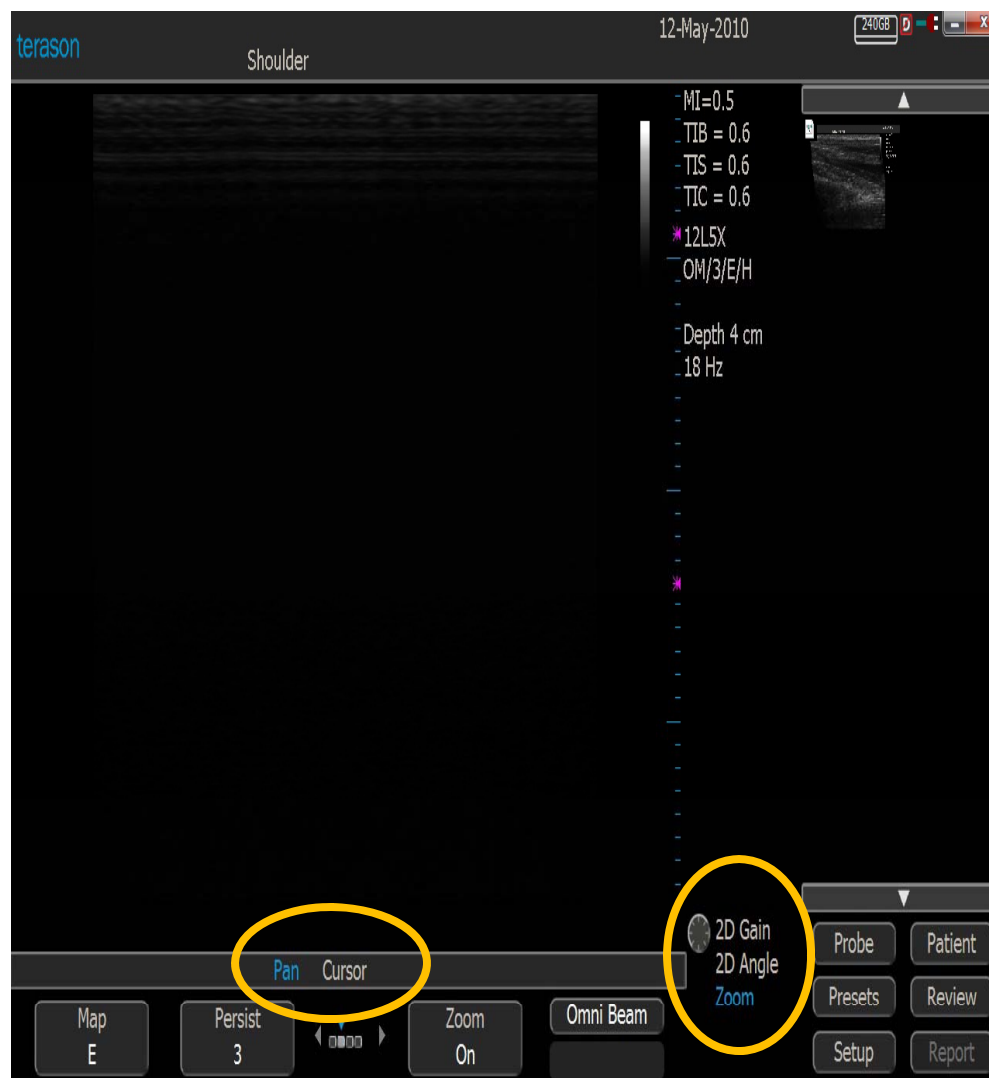 terason
Shoulder
12-May-2010
240GB
D
MI=0.5
TIB = 0.6
TIS = 0.6
TIC = 0.6
12L5X
OM/3/E/H
Depth 4 cm
18 Hz
2D Gain
2D Angle
Zoom
Pan Cursor
Map
E
Persist
3
Zoom
On
Omni Beam
Probe
Patient
Presets
Review
Setup
Report